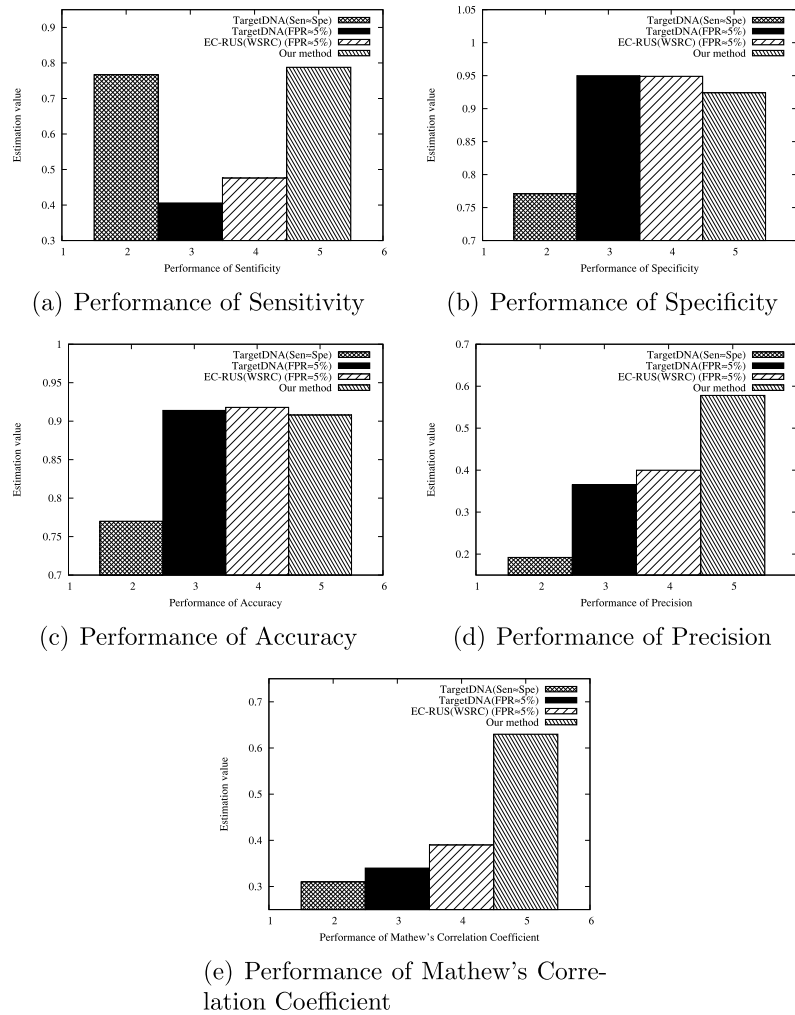 TargetDNA(Sen≈Spe)
TargetDNA(FPR≈5%)
EC-RUS(WSRC) (FPR≈5%)
Our method
0.9
0.8
0.7
0.6
0.5
0.4
0.3
Estimation value
1 2 3 4 5 6
Performance of Sentificity
(a) Performance of Sensitivity
TargetDNA(Sen≈Spe)
TargetDNA(FPR≈5%)
EC-RUS(WSRC) (FPR≈5%)
Our method
1.05
1
0.95
0.9
0.85
0.8
0.75
0.7
Estimation value
1 2 3 4 5
Performance of Specificity
(b) Performance of Specificity
TargetDNA(Sen≈Spe)
TargetDNA(FPR≈5%)
EC-RUS(WSRC) (FPR≈5%)
Our method
1
0.95
0.9
0.85
0.8
0.75
0.7
Estimation value
1 2 3 4 5 6
Performance of Accuracy
(c) Performance of Accuracy
TargetDNA(Sen≈Spe)
TargetDNA(FPR≈5%)
EC-RUS(WSRC) (FPR≈5%)
Our method
0.7
0.6
0.5
0.4
0.3
0.2
Estimation value
1 2 3 4 5
Performance of Precision
(d) Performance of Precision
TargetDNA(Sen≈Spe)
TargetDNA(FPR≈5%)
EC-RUS(WSRC) (FPR≈5%)
Our method
0.7
0.6
0.5
0.4
0.3
Estimation value
1 2 3 4 5 6
Performance of Mathew's Correlation Coefficient
(e) Performance of Mathew's Corre-
lation Coefficient